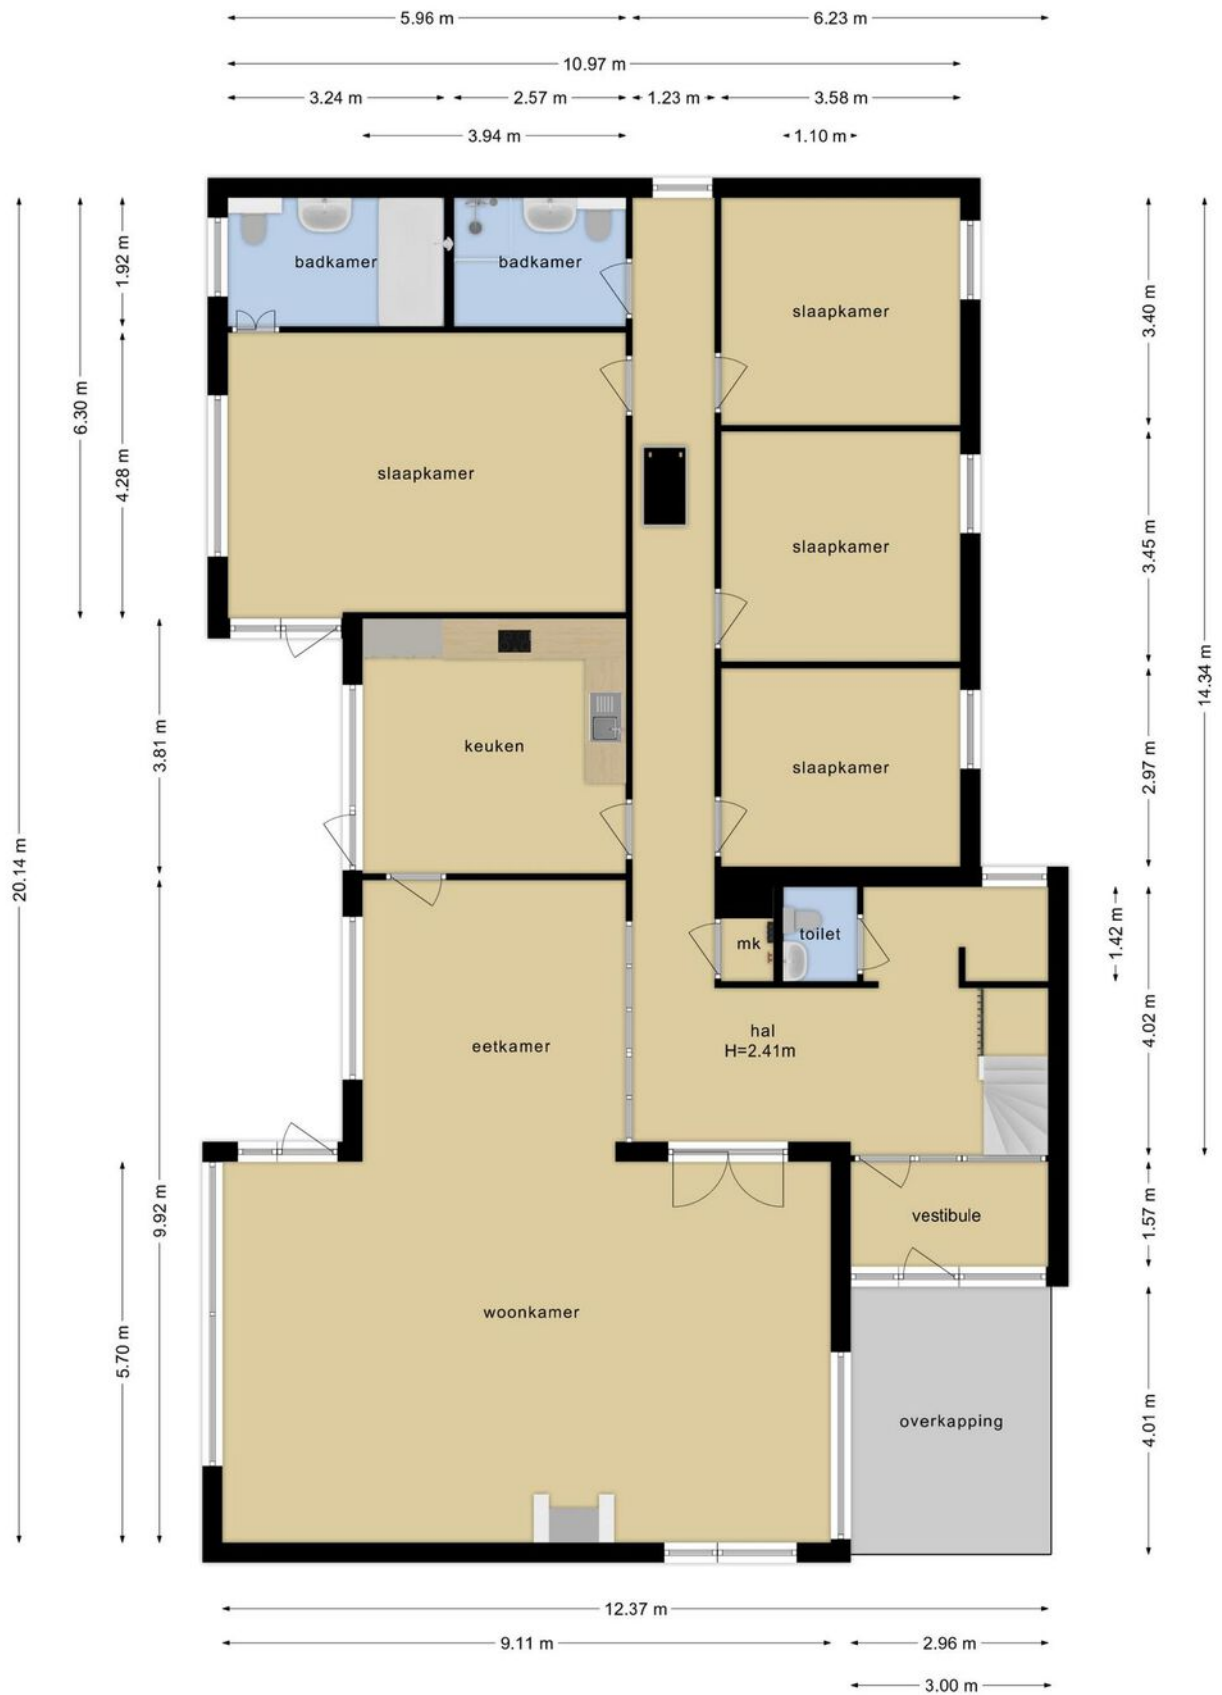 5.96 m
6.23 m
10.97 m
3.24 m
2.57 m
1.23 m
3.58 m
3.94 m
1.10 m
20.14 m
6.30 m
1.92 m
4.28 m
3.81 m
9.92 m
5.70 m
badkamer
badkamer
slaapkamer
slaapkamer
slaapkamer
keuken
slaapkamer
mk
toilet
hal
H=2.41m
eetkamer
vestibule
woonkamer
overkapping
3.40 m
3.45 m
2.97 m
14.34 m
1.42 m
4.02 m
1.57 m
4.01 m
12.37 m
9.11 m
2.96 m
3.00 m